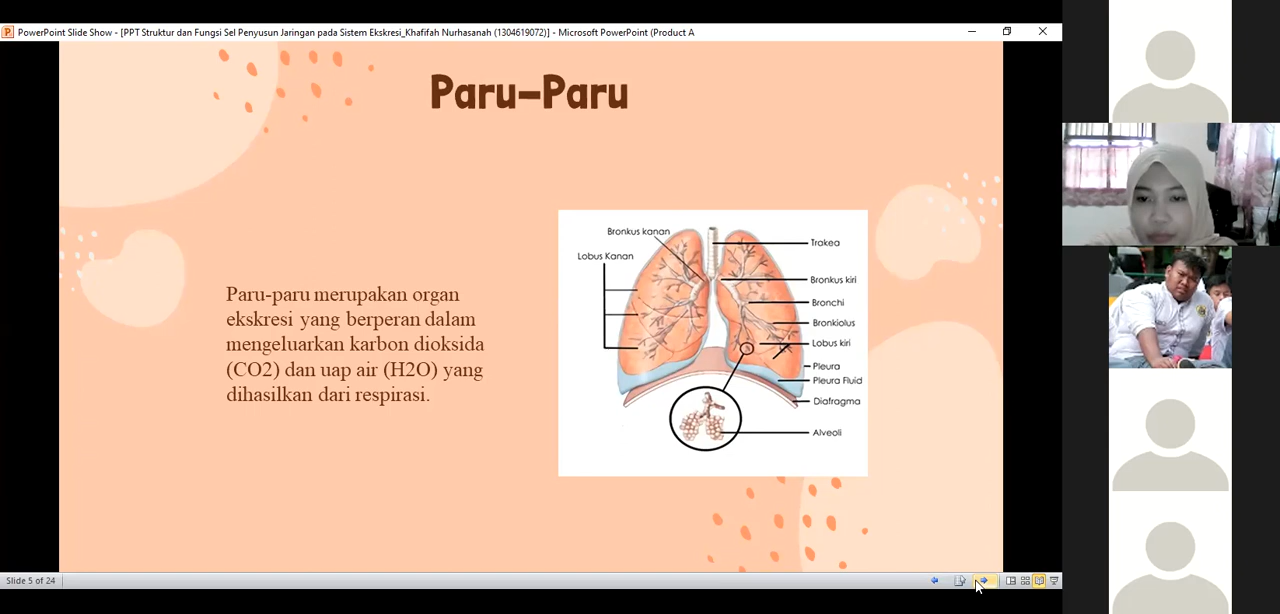 PowerPoint Slide Show - [PPT Struktur dan Fungsi Sel Penyusun Jaringan pada Sistem Ekskresi_Khafifah Nurhasanah (1304619072)] - Microsoft PowerPoint (Product A
Paru-Paru
Paru-paru merupakan organ
ekskresi yang berperan dalam
mengeluarkan karbon dioksida
(CO2) dan uap air (H2O) yang
dihasilkan dari respirasi.
Bronkus kanan
Lobus Kanan
Trakea
Bronkus kiri
Bronchi
Bronkiolus
Lobus kiri
Pleura
Pleura Fluid
Diafragma
Alveoli
Slide 5 of 24